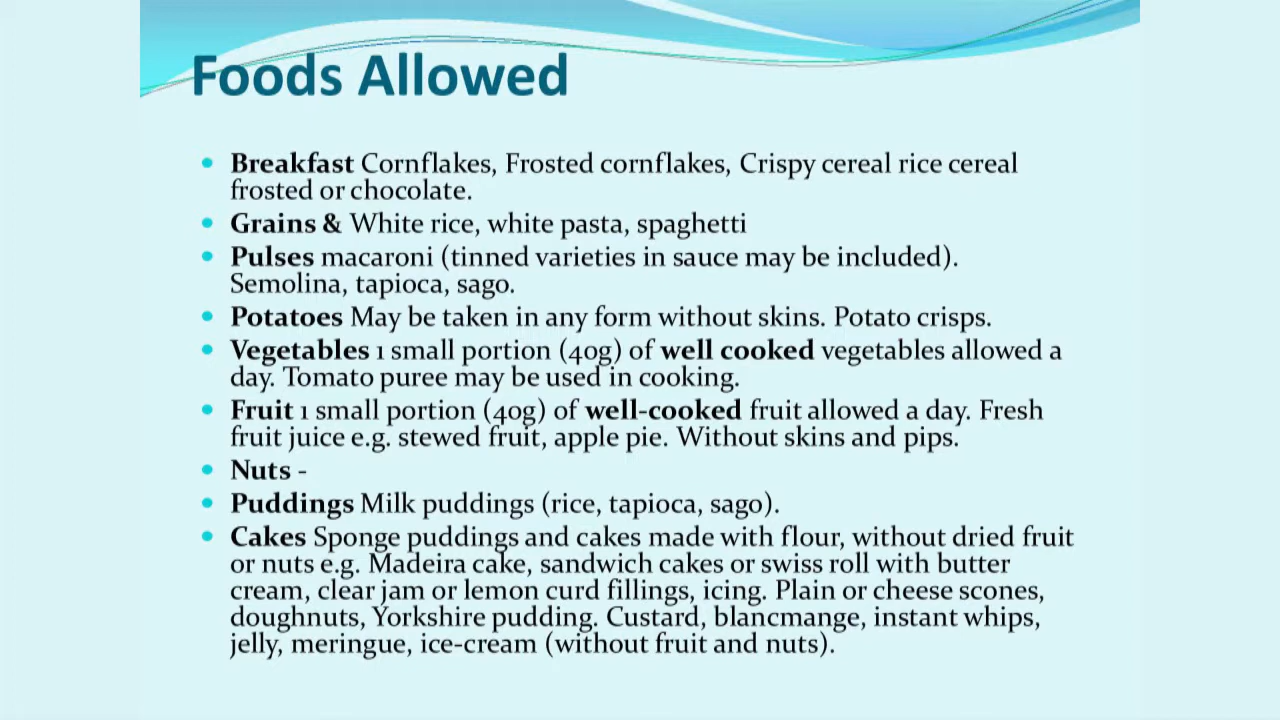 Foods Allowed
• Breakfast Cornflakes, Frosted cornflakes, Crispy cereal rice cereal
frosted or chocolate.
• Grains & White rice, white pasta, spaghetti
• Pulses macaroni (tinned varieties in sauce may be included).
Semolina, tapioca, sago.
• Potatoes May be taken in any form without skins. Potato crisps.
• Vegetables 1 small portion (40g) of well cooked vegetables allowed a
day. Tomato puree may be used in cooking.
• Fruit 1 small portion (40g) of well-cooked fruit allowed a day. Fresh
fruit juice e.g. stewed fruit, apple pie. Without skins and pips.
• Nuts -
• Puddings Milk puddings (rice, tapioca, sago).
• Cakes Sponge puddings and cakes made with flour, without dried fruit
or nuts e.g. Madeira cake, sandwich cakes or swiss roll with butter
cream, clear jam or lemon curd fillings, icing. Plain or cheese scones,
doughnuts, Yorkshire pudding. Custard, blancmange, instant whips,
jelly, meringue, ice-cream (without fruit and nuts).